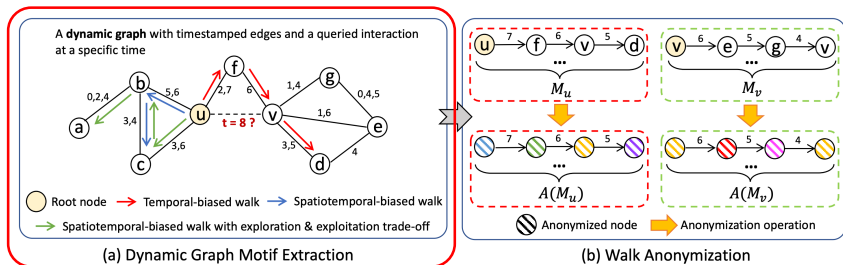 A dynamic graph with timestamped edges and a queried interaction
at a specific time
f
b
g
0,2,4
5,6
2,7
6
1,4
0,4,5
a
u
v
t = 8 ?
1,6
e
3,4
3,6
3,5
4
c
d
Root node
Temporal-biased walk
Spatiotemporal-biased walk
Spatiotemporal-biased walk with exploration & exploitation trade-off
(a) Dynamic Graph Motif Extraction
u 7 f 6 v 5 d
...
M_u
v 6 e 5 g 4 v
...
M_v
7 6 5
...
A(M_u)
6 5 4
...
A(M_v)
Anonymized node
Anonymization operation
(b) Walk Anonymization